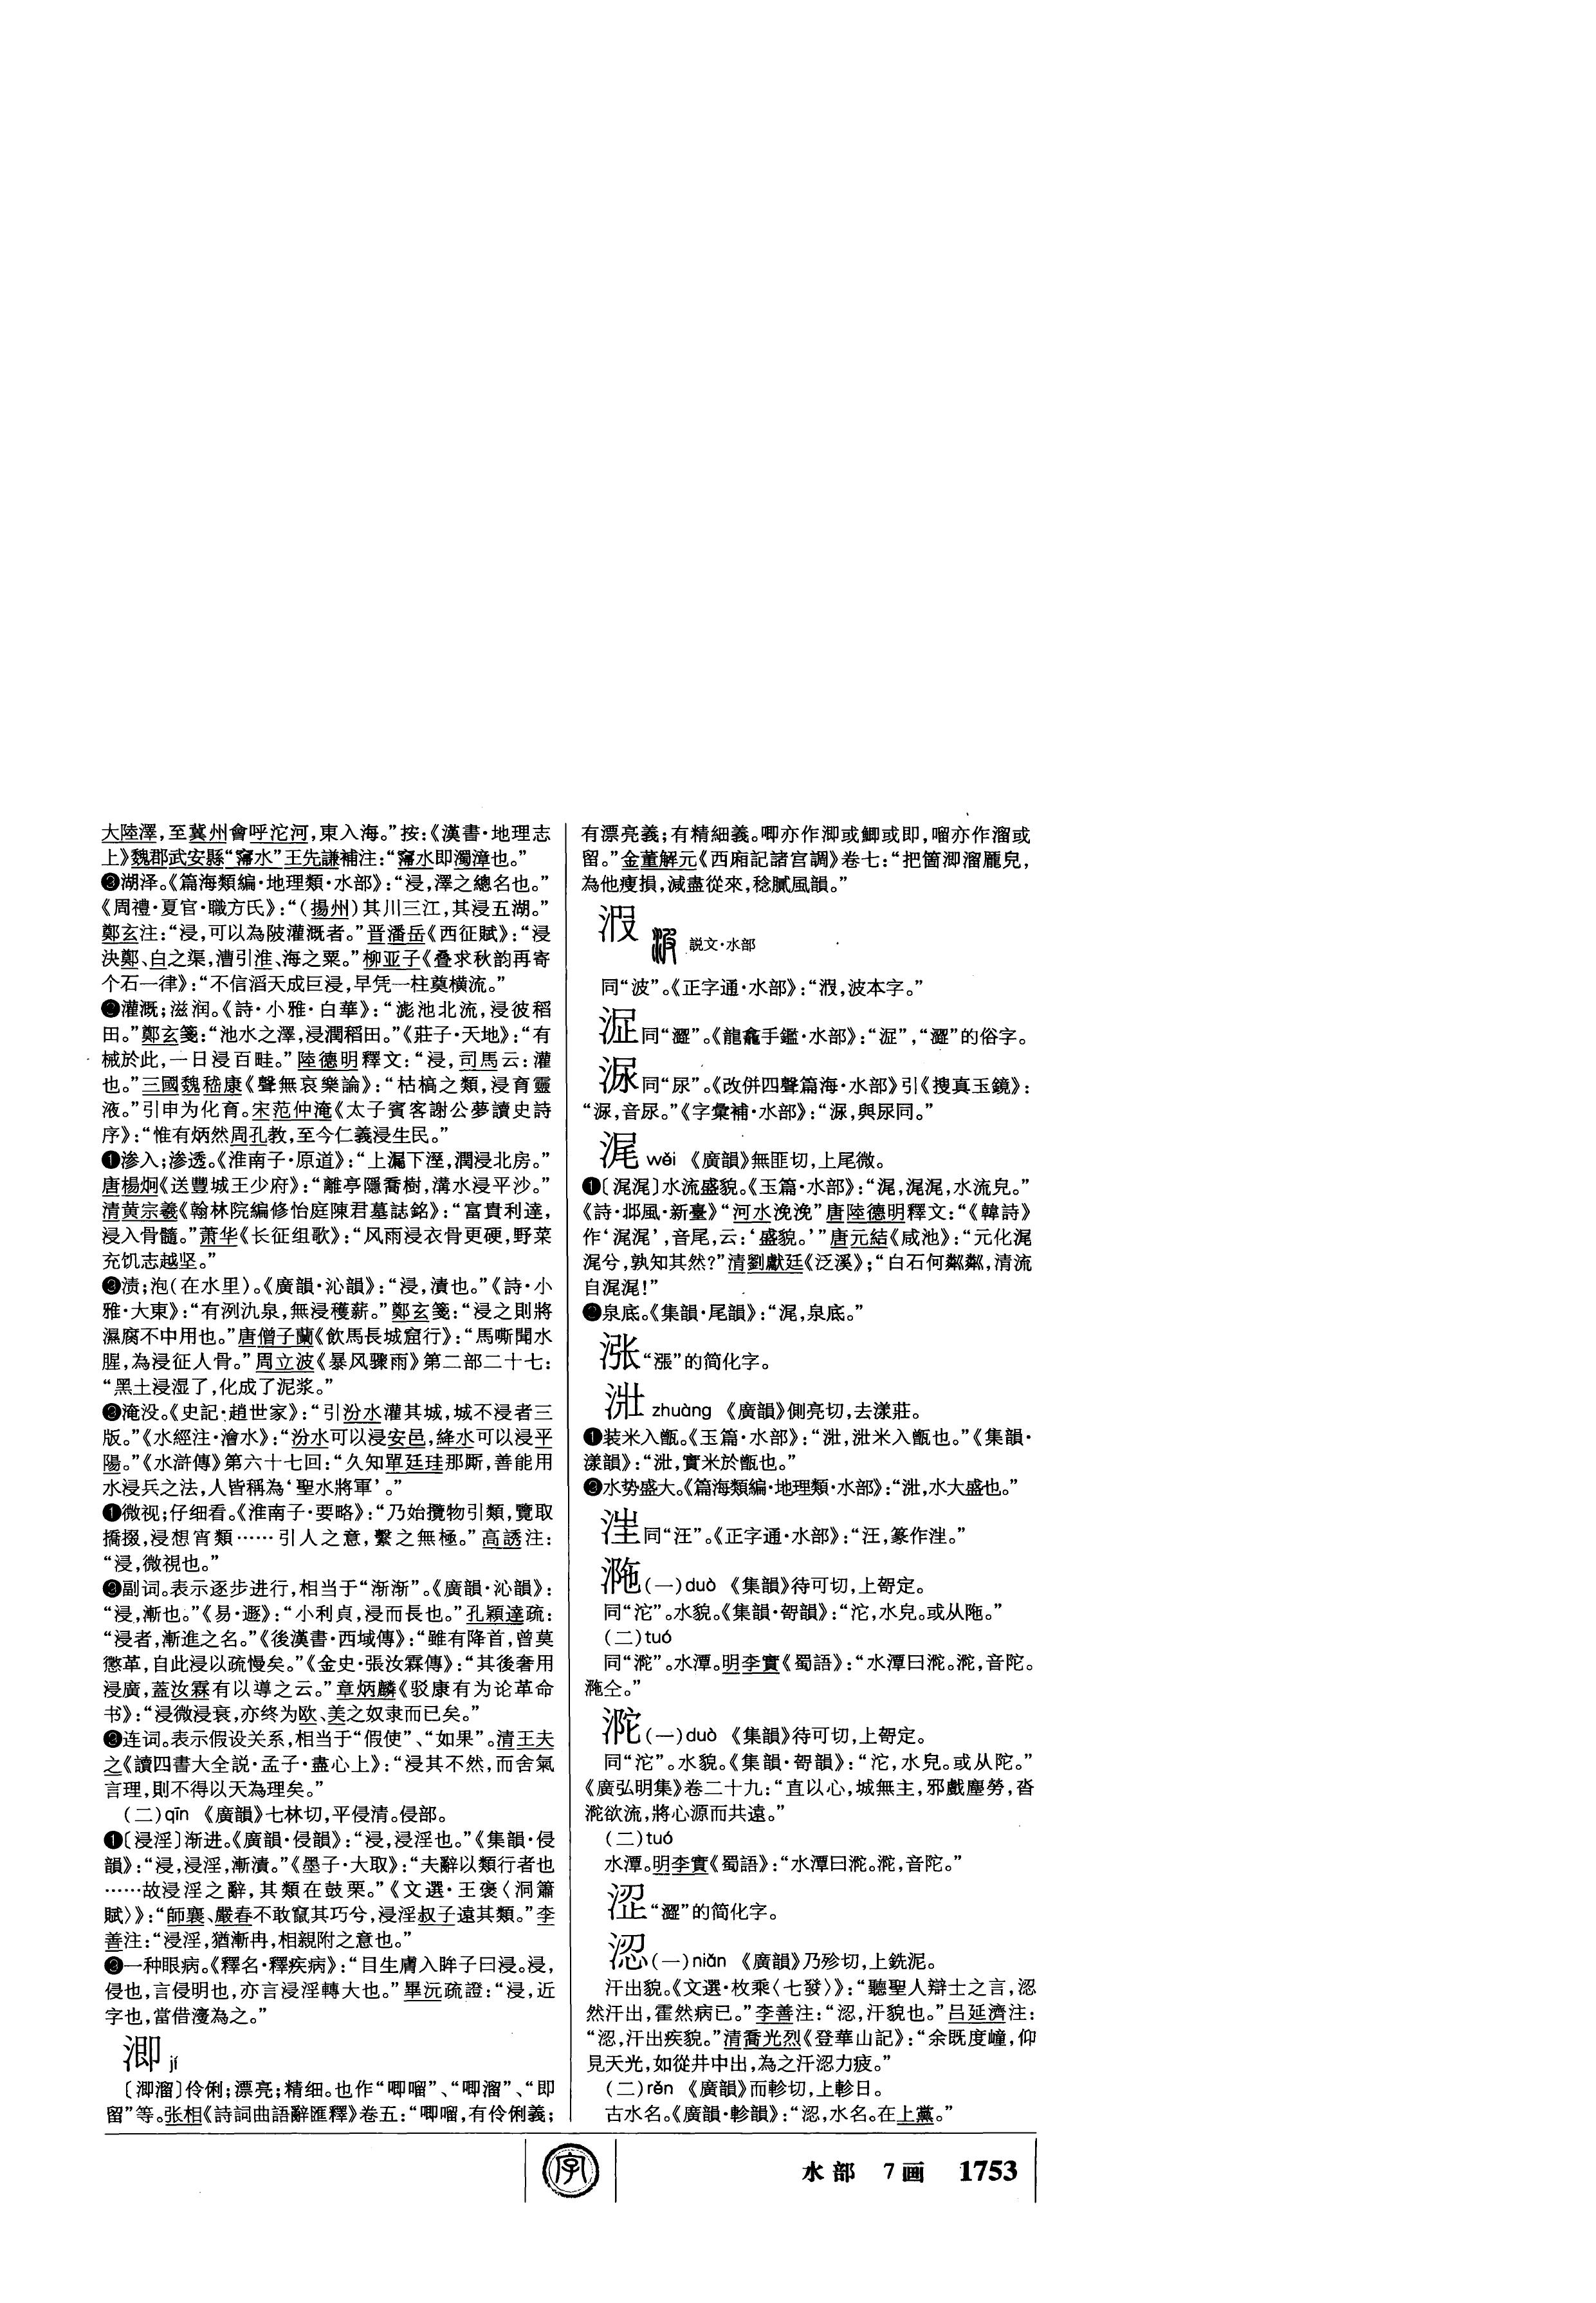 大陸澤，至冀州會呼沱河，東入海。”按：《漢書·地理志
上》魏郡武安縣“𥧲水”王先謙補注：“𥧲水即濁漳也。”
❸湖泽。《篇海類編·地理類·水部》：“浸，澤之總名也。”
《周禮·夏官·職方氏》：“（揚州）其川三江，其浸五湖。”
鄭玄注：“浸，可以為陂灌溉者。”晋潘岳《西征賦》：“浸
決鄭、白之渠，漕引淮、海之粟。”柳亚子《叠求秋韵再寄
个石一律》：“不信滔天成巨浸，早凭一柱奠横流。”
灌溉；滋润。《詩·小雅·白華》：“滮池北流，浸彼稻
田。”鄭玄箋：“池水之澤，浸潤稻田。”《莊子·天地》：“有
械於此，一日浸百畦。”陸德明釋文：“浸，司馬云：灌
也。”三國魏嵇康《聲無哀樂論》：“枯槁之類，浸育靈
液。”引申为化育。宋范仲淹《太子賓客謝公夢讀史詩
序》：“惟有炳然周孔教，至今仁義浸生民。”
❶渗入；渗透。《淮南子·原道》：“上漏下溼，潤浸北房。”
唐楊炯《送豐城王少府》：“離亭隱喬樹，溝水浸平沙。”
清黄宗羲《翰林院編修怡庭陳君墓誌銘》：“富貴利達，
浸入骨髓。”萧华《长征组歌》：“风雨浸衣骨更硬，野菜
充饥志越坚。”
渍；泡（在水里）。《廣韻·沁韻》：“浸，漬也。”《詩·小
雅·大東》：“有洌氿泉，無浸穫薪。”鄭玄箋：“浸之則將
濕腐不中用也。”唐僧子蘭《飲馬長城窟行》：“馬嘶聞水
腥，為浸征人骨。”周立波《暴风骤雨》第二部二十七：
“黑土浸湿了，化成了泥浆。”
淹没。《史記·趙世家》：“引汾水灌其城，城不浸者三
版。”《水經注·澮水》：“汾水可以浸安邑，絳水可以浸平
陽。”《水滸傳》第六十七回：“久知單廷珪那厮，善能用
水浸兵之法，人皆稱為‘聖水將軍’。”
❶微视；仔细看。《淮南子·要略》：“乃始攬物引類，覽取
撟掇，浸想宵類……引人之意，繫之無極。”高誘注：
“浸，微視也。”
副词。表示逐步进行，相当于“渐渐”。《廣韻·沁韻》：
“浸，漸也。”《易·遯》：“小利貞，浸而長也。”孔穎達疏：
“浸者，漸進之名。”《後漢書·西域傳》：“雖有降首，曾莫
懲革，自此浸以疏慢矣。”《金史·張汝霖傳》：“其後奢用
浸廣，蓋汝霖有以導之云。”章炳麟《驳康有为论革命
书》：“浸微浸衰，亦终为欧、美之奴隶而已矣。”
连词。表示假设关系，相当于“假使”、“如果”。清王夫
之《讀四書大全説·孟子·盡心上》：“浸其不然，而舍氣
言理，則不得以天為理矣。”
（二）qīn 《廣韻》七林切，平侵清。侵部。
❶〔浸淫〕渐进。《廣韻·侵韻》：“浸，浸淫也。”《集韻·侵
韻》：“浸，浸淫，漸漬。”《墨子·大取》：“夫辭以類行者也
……故浸淫之辭，其類在鼓栗。”《文選·王褒〈洞簫
賦〉》：“師襄、嚴春不敢竄其巧兮，浸淫叔子遠其類。”李
善注：“浸淫，猶漸冉，相親附之意也。”
一种眼病。《釋名·釋疾病》：“目生膚入眸子曰浸。浸，
侵也，言侵明也，亦言浸淫轉大也。”畢沅疏證：“浸，近
字也，當借濅為之。”
㴍 jí
〔㴍溜〕伶俐；漂亮；精细。也作“唧𠺕”、“唧溜”、“即
留”等。张相《詩詞曲語辭匯釋》卷五：“唧𠺕，有伶俐義；
有漂亮義；有精細義。唧亦作㴍或鯽或即，𠺕亦作溜或
留。”金董解元《西廂記諸宫調》卷七：“把箇㴍溜龐兒，
為他瘦損，減盡從來，稔膩風韻。”
説文·水部
同“波”。《正字通·水部》：“，波本字。”
同“澀”。《龍龕手鑑·水部》：“”，“澀”的俗字。
㞙同“尿”。《改併四聲篇海·水部》引《搜真玉鏡》：
“，音尿。”《字彙補·水部》：“，與尿同。”
浘 wěi 《廣韻》無匪切，上尾微。
❶〔浘浘〕水流盛貌。《玉篇·水部》：“浘，浘浘，水流皃。”
《詩·邶風·新臺》“河水浼浼”唐陸德明釋文：“《韓詩》
作‘浘浘’，音尾，云：‘盛貌。’”唐元結《咸池》：“元化浘
浘兮，孰知其然？”清劉獻廷《泛溪》；“白石何粼粼，清流
自浘浘！”
❷泉底。《集韻·尾韻》：“浘，泉底。”
涨“漲”的简化字。
㳶 zhuàng 《廣韻》側亮切，去漾莊。
❶装米入甑。《玉篇·水部》：“，米入甑也。”《集韻·
漾韻》：“，實米於甑也。”
水势盛大。《篇海類編·地理類·水部》：“，水大盛也。”
㳹同“汪”。《正字通·水部》：“汪，篆作。”
（一）duò 《集韻》待可切，上哿定。
同“沱”。水貌。《集韻·哿韻》：“沱，水皃。或从陁。”
（二）tuó
同“”。水潭。明李實《蜀語》：“水潭曰。，音陀。
仝。”
（一）duò 《集韻》待可切，上哿定。
同“沱”。水貌。《集韻·哿韻》：“沱，水皃。或从陀。”
《廣弘明集》卷二十九：“直以心，城無主，邪戲塵勞，沓
欲流，將心源而共遠。”
（二）tuó
水潭。明李實《蜀語》：“水潭曰。，音陀。”
涩“澀”的简化字。
涊（一）niǎn 《廣韻》乃殄切，上銑泥。
汗出貌。《文選·枚乘〈七發〉》：“聽聖人辯士之言，涊
然汗出，霍然病已。”李善注：“涊，汗貌也。”吕延濟注：
“涊，汗出疾貌。”清喬光烈《登華山記》：“余既度㠉，仰
見天光，如從井中出，為之汗涊力疲。”
（二）rěn 《廣韻》而軫切，上軫日。
古水名。《廣韻·軫韻》：“涊，水名。在上黨。”
字
水部 7画 1753